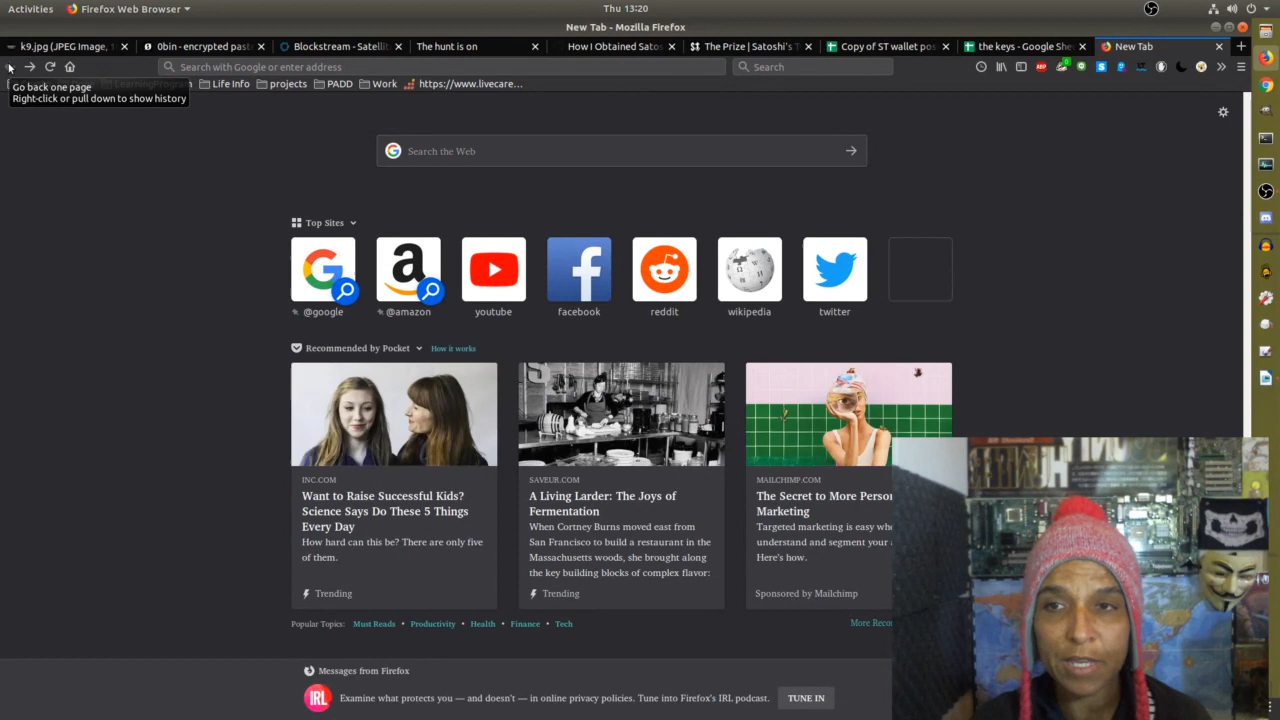 Activities Firefox Web Browser Thu 13:20
New Tab - Mozilla Firefox
k9.jpg (JPEG Image, 0bin - encrypted past Blockstream - Satelli The hunt is on How I Obtained Satos The Prize | Satoshi's T Copy of ST wallet pos the keys - Google She New Tab
Search with Google or enter address Search
Go back one page
Right-click or pull down to show history
Life Info projects PADD Work https://www.livecare...
Search the Web
Top Sites
@google @amazon youtube facebook reddit wikipedia twitter
Recommended by Pocket How it works
INC.COM
Want to Raise Successful Kids?
Science Says Do These 5 Things
Every Day
How hard can this be? There are only five
of them.
Trending
SAVEUR.COM
A Living Larder: The Joys of
Fermentation
When Cortney Burns moved east from
San Francisco to build a restaurant in the
Massachusetts woods, she brought along
the key building blocks of complex flavor:
Trending
MAILCHIMP.COM
The Secret to More Person
Marketing
Targeted marketing is easy whe
understand and segment your a
Here's how.
Sponsored by Mailchimp
Popular Topics: Must Reads • Productivity • Health • Finance • Tech
More Reco
Messages from Firefox
IRL Examine what protects you — and doesn't — in online privacy policies. Tune into Firefox's IRL podcast. TUNE IN